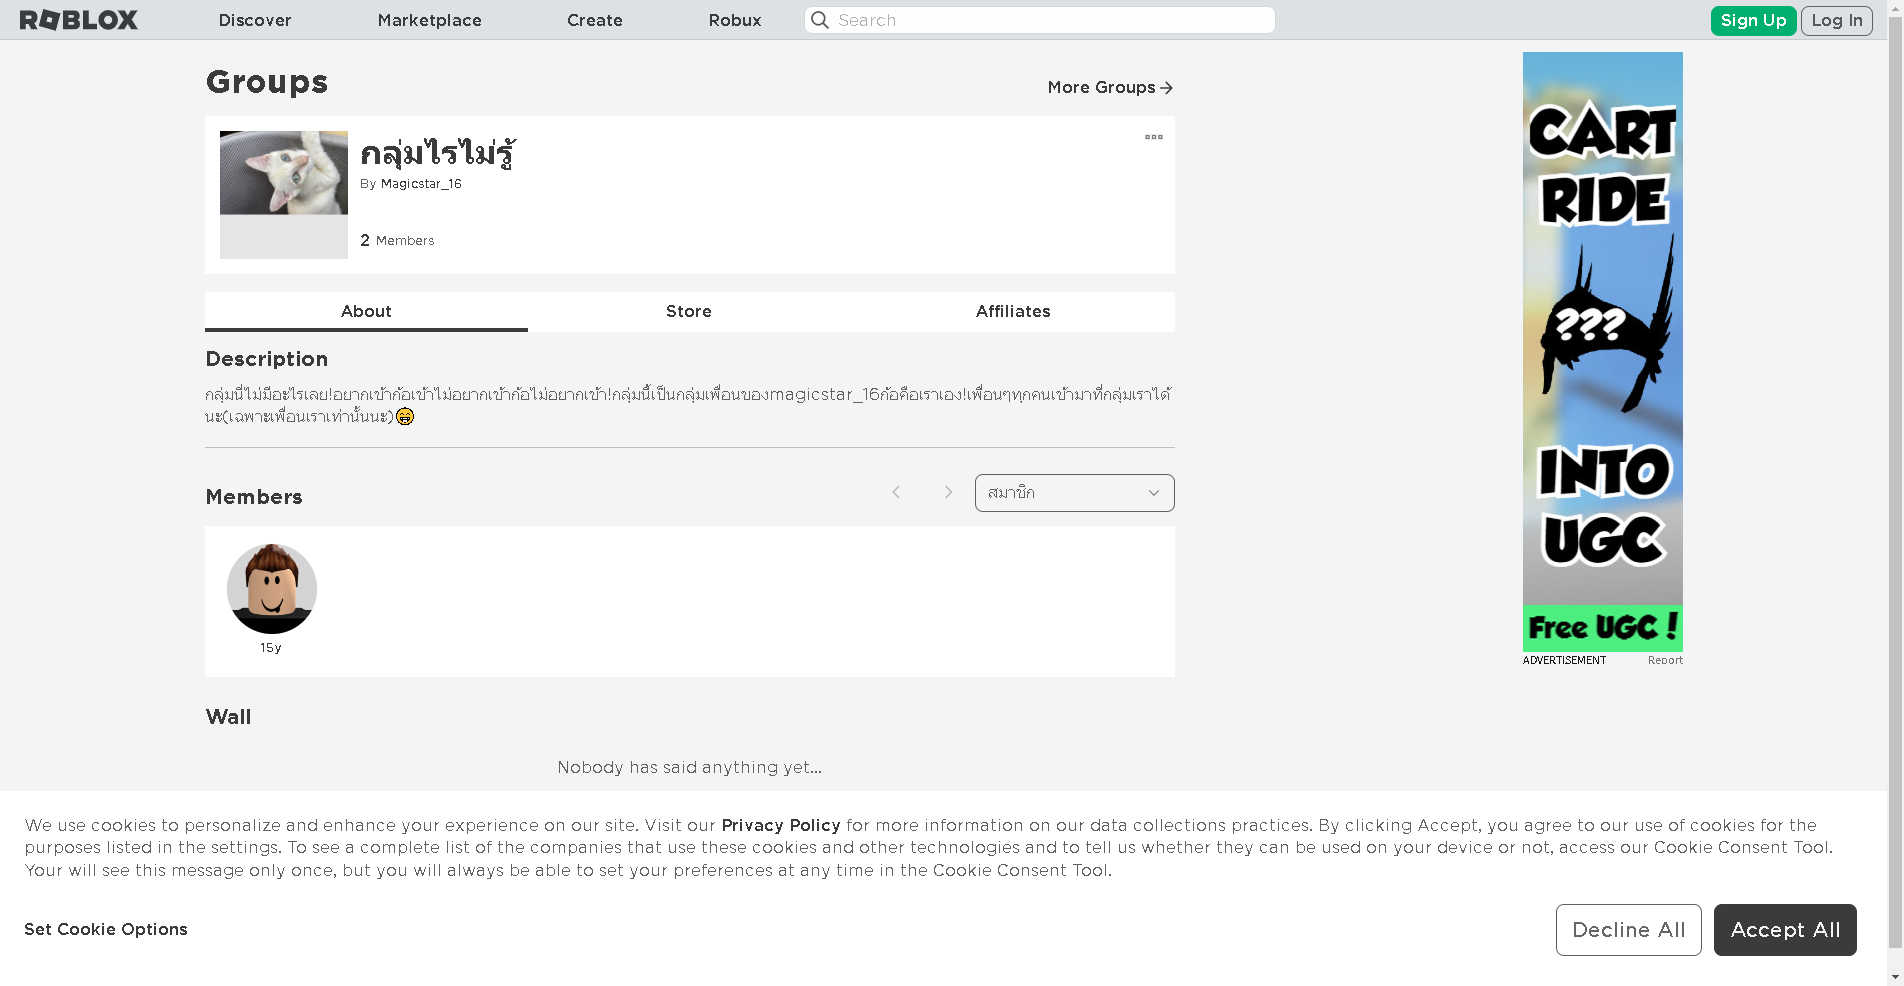 ROBLOX
Discover
Marketplace
Create
Robux
Search
Sign Up
Log In
Groups
More Groups
กลุ่มไรไม่รู้
By Magicstar_16
2 Members
About
Store
Affiliates
Description
กลุ่มนี่ไม่มีอะไรเลย!อยากเข้าก้อเข้าไม่อยากเข้าก้อไม่อยากเข้า!กลุ่มนี้เป็นกลุ่มเพื่อนของmagicstar_16ก้อคือเราเอง!เพื่อนๆทุกคนเข้ามาที่กลุ่มเราได้
นะ(เฉพาะเพื่อนเราเท่านั้นนะ)😁
Members
สมาชิก
15y
Wall
Nobody has said anything yet...
CART
RIDE
???
INTO
UGC
Free UGC !
ADVERTISEMENT
Report
We use cookies to personalize and enhance your experience on our site. Visit our Privacy Policy for more information on our data collections practices. By clicking Accept, you agree to our use of cookies for the
purposes listed in the settings. To see a complete list of the companies that use these cookies and other technologies and to tell us whether they can be used on your device or not, access our Cookie Consent Tool.
Your will see this message only once, but you will always be able to set your preferences at any time in the Cookie Consent Tool.
Set Cookie Options
Decline All
Accept All